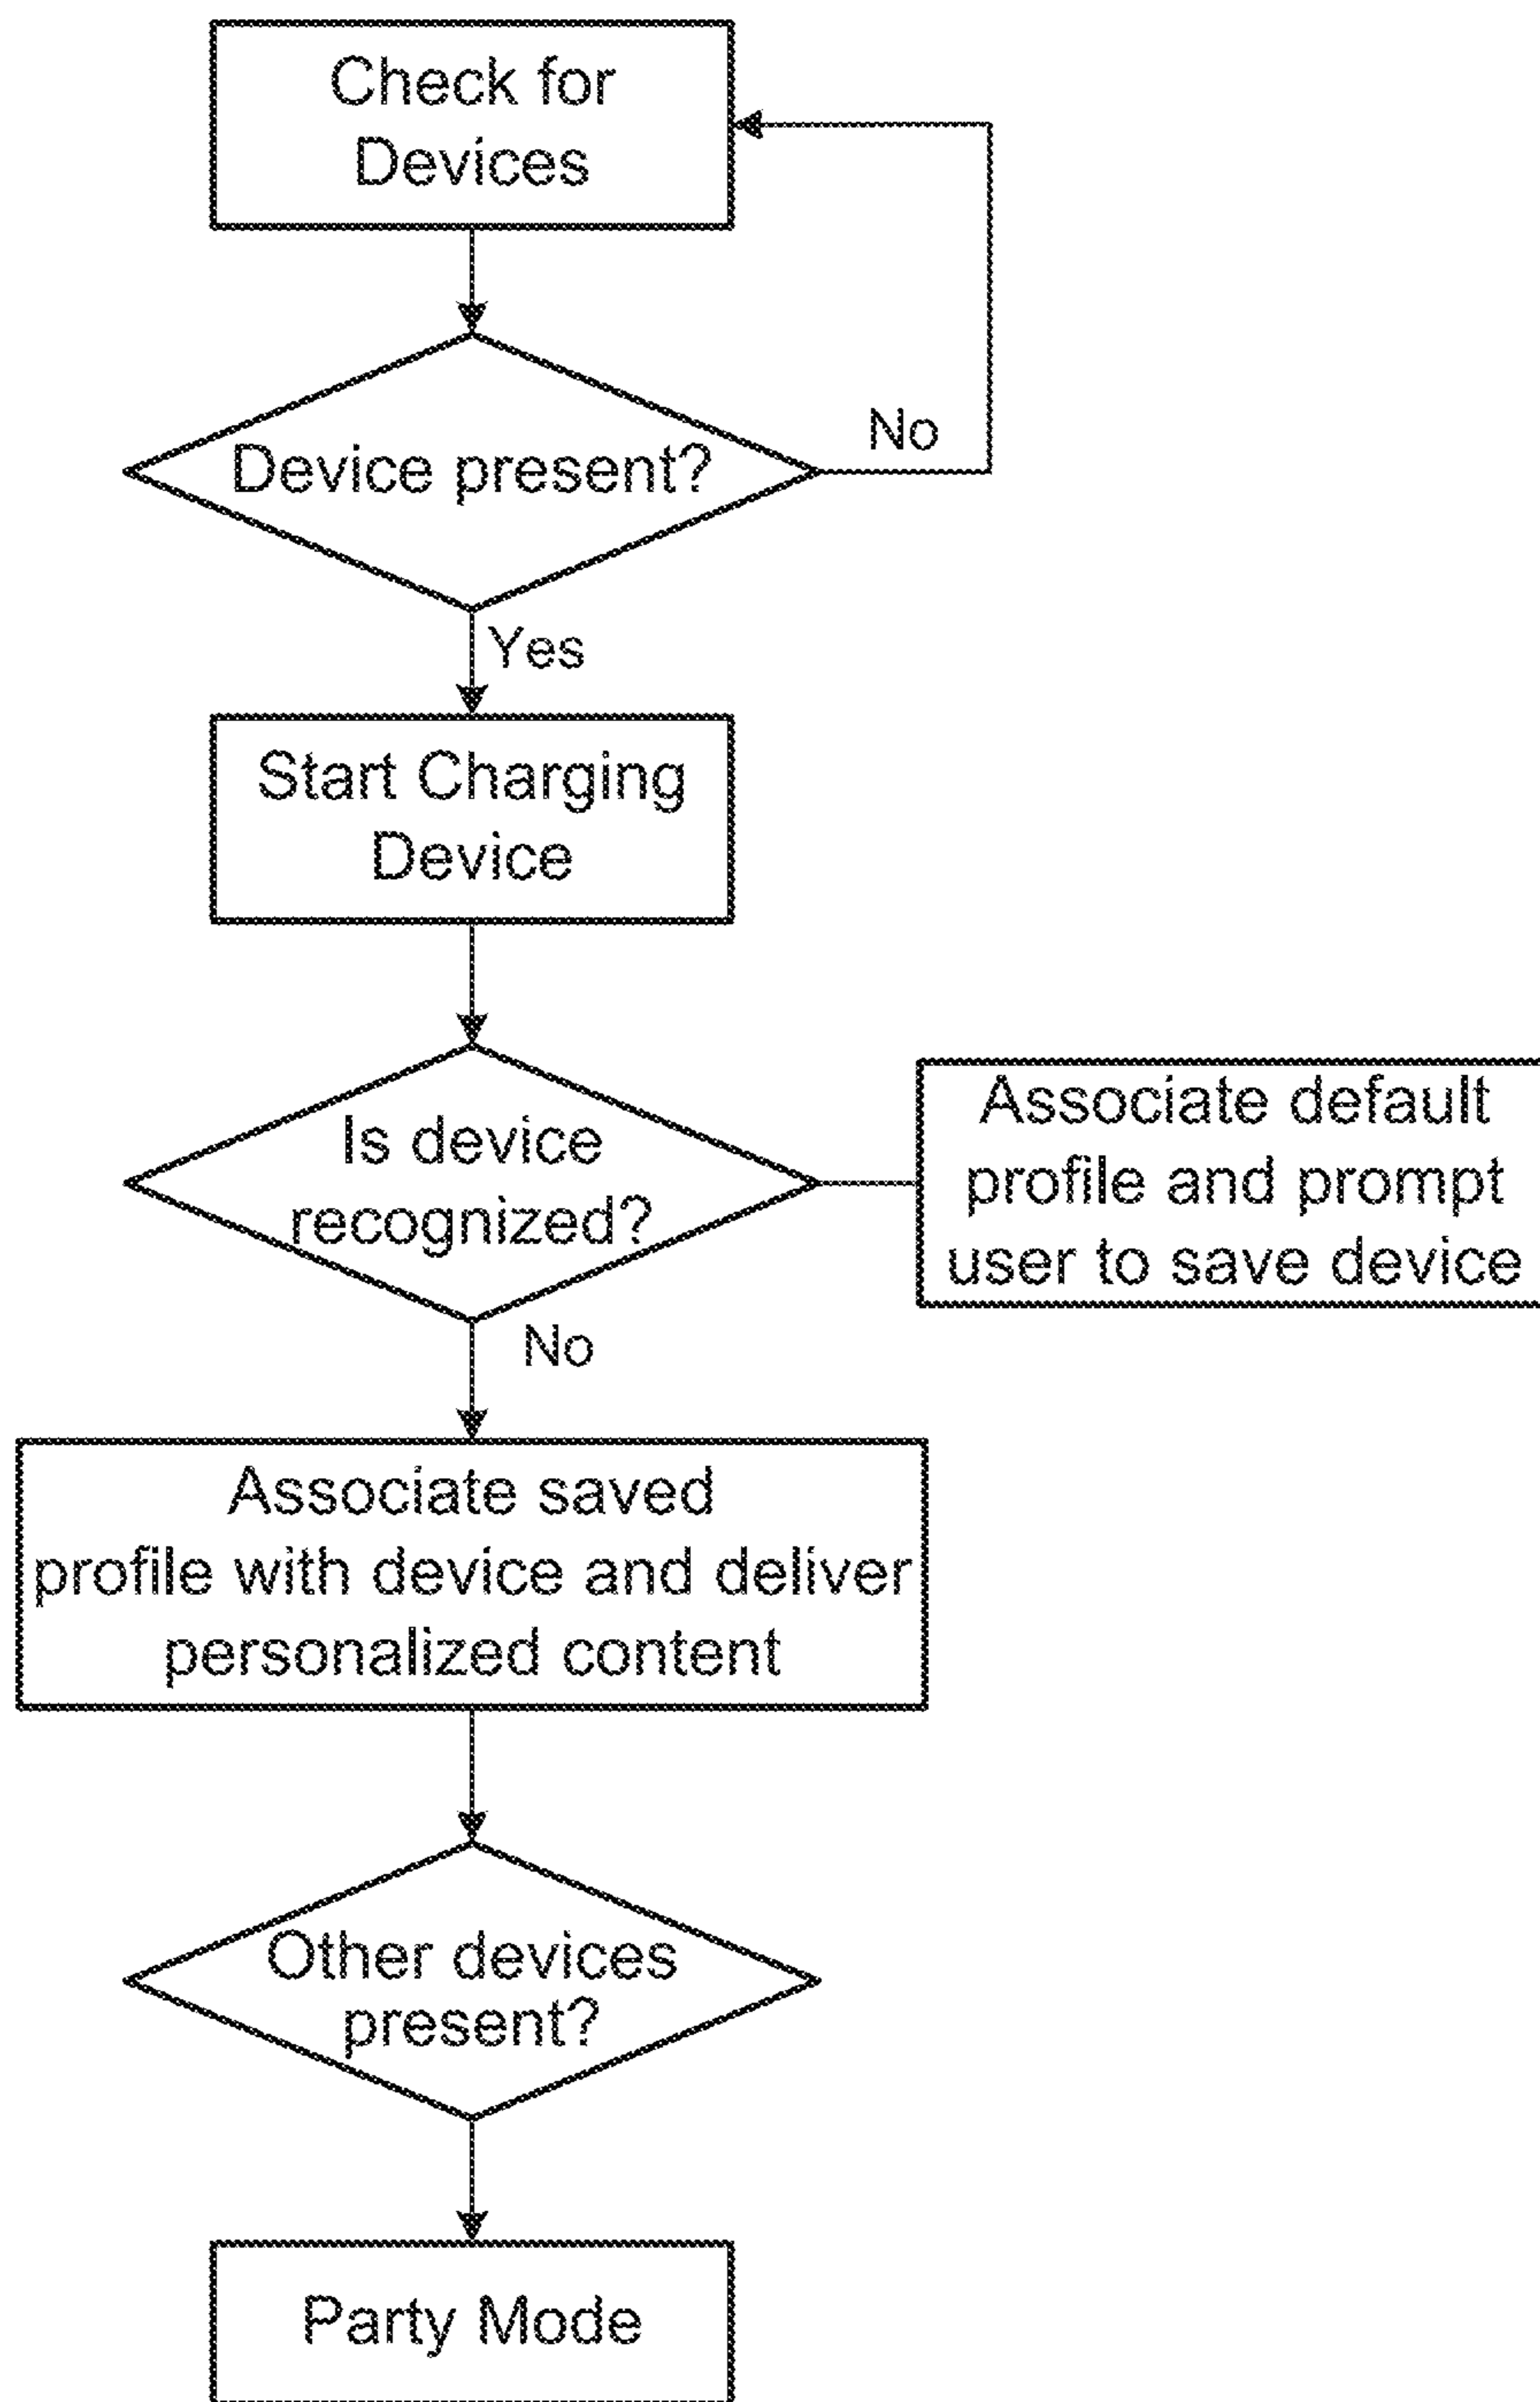 Check for
Devices
Device present?
No
Yes
Start Charging
Device
Is device
recognized?
Associate default
profile and prompt
user to save device
No
Associate saved
profile with device and deliver
personalized content
Other devices
present?
Party Mode